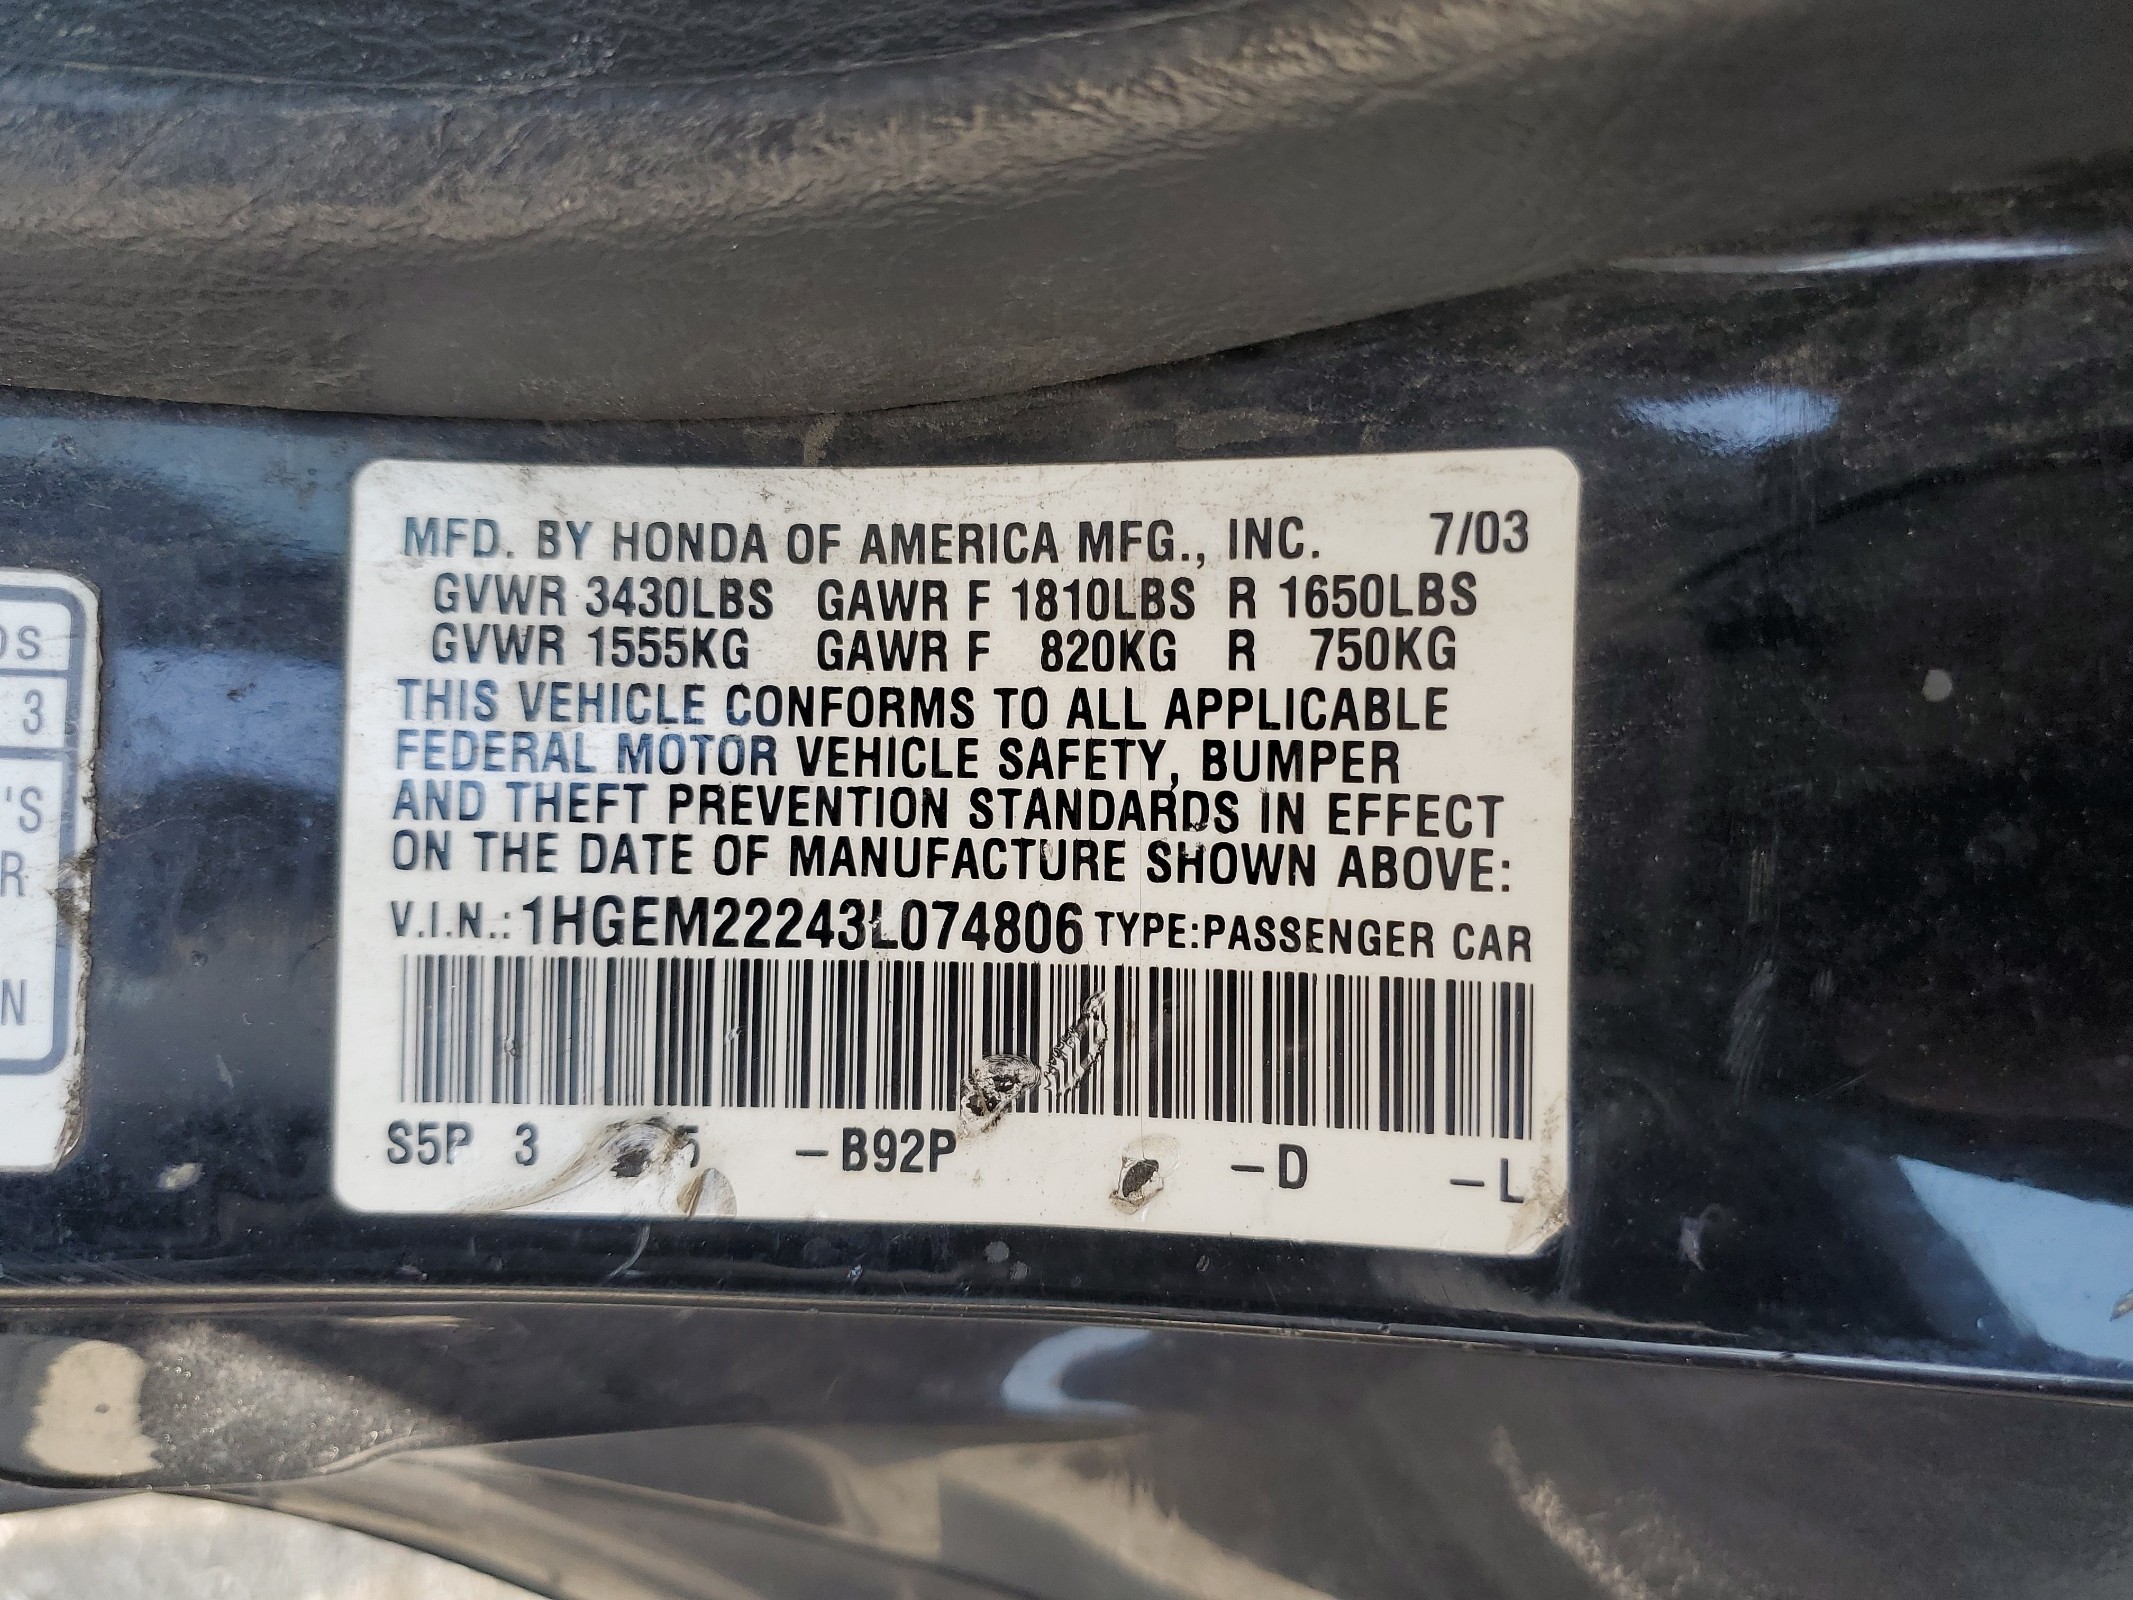 MFD. BY HONDA OF AMERICA MFG., INC. 7/03
GVWR 3430LBS GAWR F 1810LBS R 1650LBS
GVWR 1555KG GAWR F 820KG R 750KG
THIS VEHICLE CONFORMS TO ALL APPLICABLE
FEDERAL MOTOR VEHICLE SAFETY, BUMPER
AND THEFT PREVENTION STANDARDS IN EFFECT
ON THE DATE OF MANUFACTURE SHOWN ABOVE:
V.I.N.: 1HGEM22243L074806 TYPE:PASSENGER CAR
S5P 3 5 –B92P –D –L
3
'S
R
N